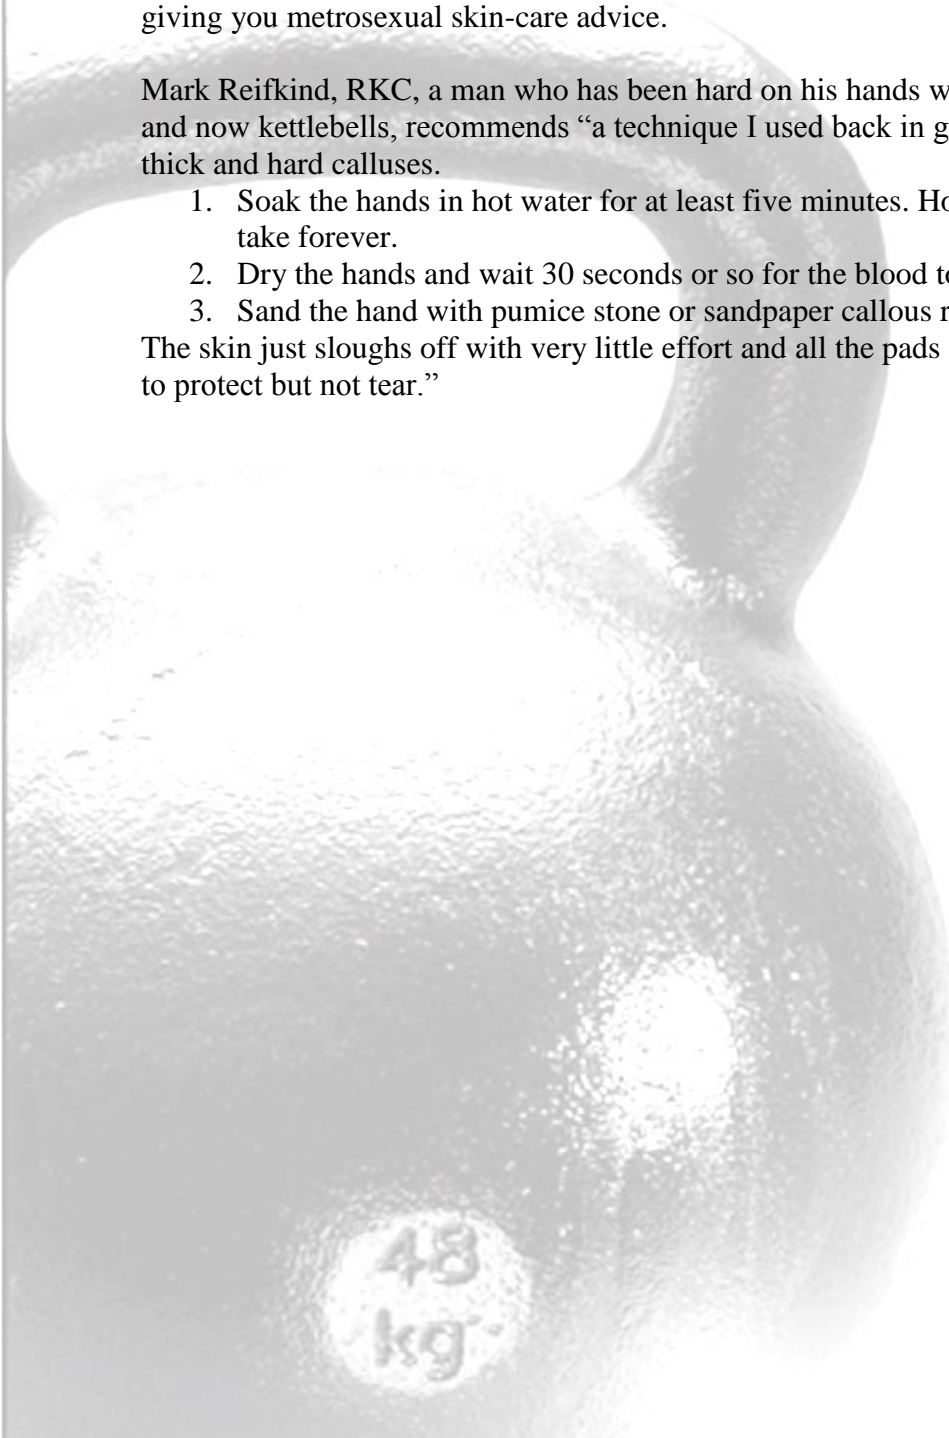 giving you metrosexual skin-care advice.
Mark Reifkind, RKC, a man who has been hard on his hands
and now kettlebells, recommends “a technique I used back in
thick and hard calluses.
1. Soak the hands in hot water for at least five minutes.
take forever.
2. Dry the hands and wait 30 seconds or so for the blood
3. Sand the hand with pumice stone or sandpaper callous
The skin just sloughs off with very little effort and all the pads
to protect but not tear.”
48
kg